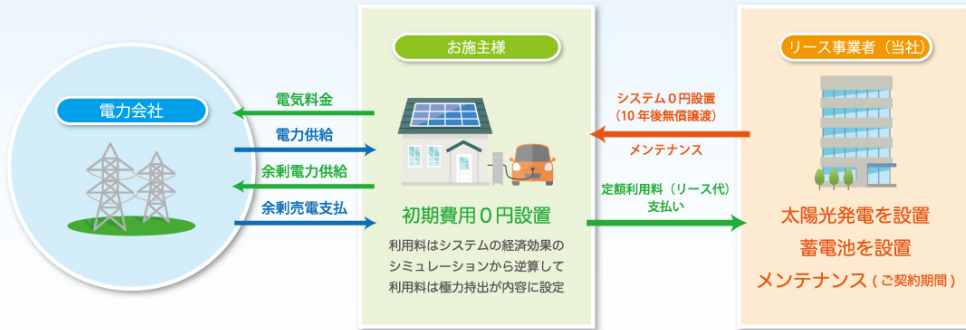 電力会社
電気料金
電力供給
余剰電力供給
余剰売電支払
お施主様
初期費用０円設置
利用料はシステムの経済効果の
シミュレーションから逆算して
利用料は極力持出が内容に設定
システム０円設置
（10年後無償譲渡）
メンテナンス
定額利用料（リース代）
支払い
リース事業者（当社）
太陽光発電を設置
蓄電池を設置
メンテナンス（ご契約期間）